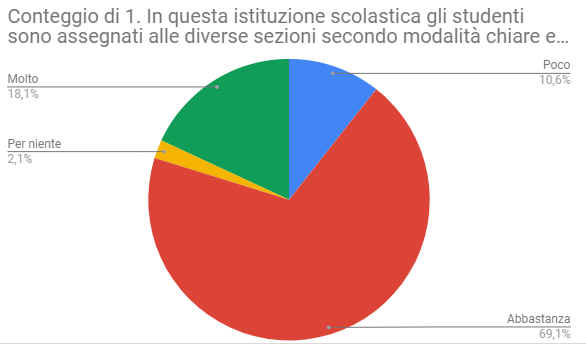 Conteggio di 1. In questa istituzione scolastica gli studenti
sono assegnati alle diverse sezioni secondo modalità chiare e…
Poco
10,6%
Molto
18,1%
Per niente
2,1%
Abbastanza
69,1%